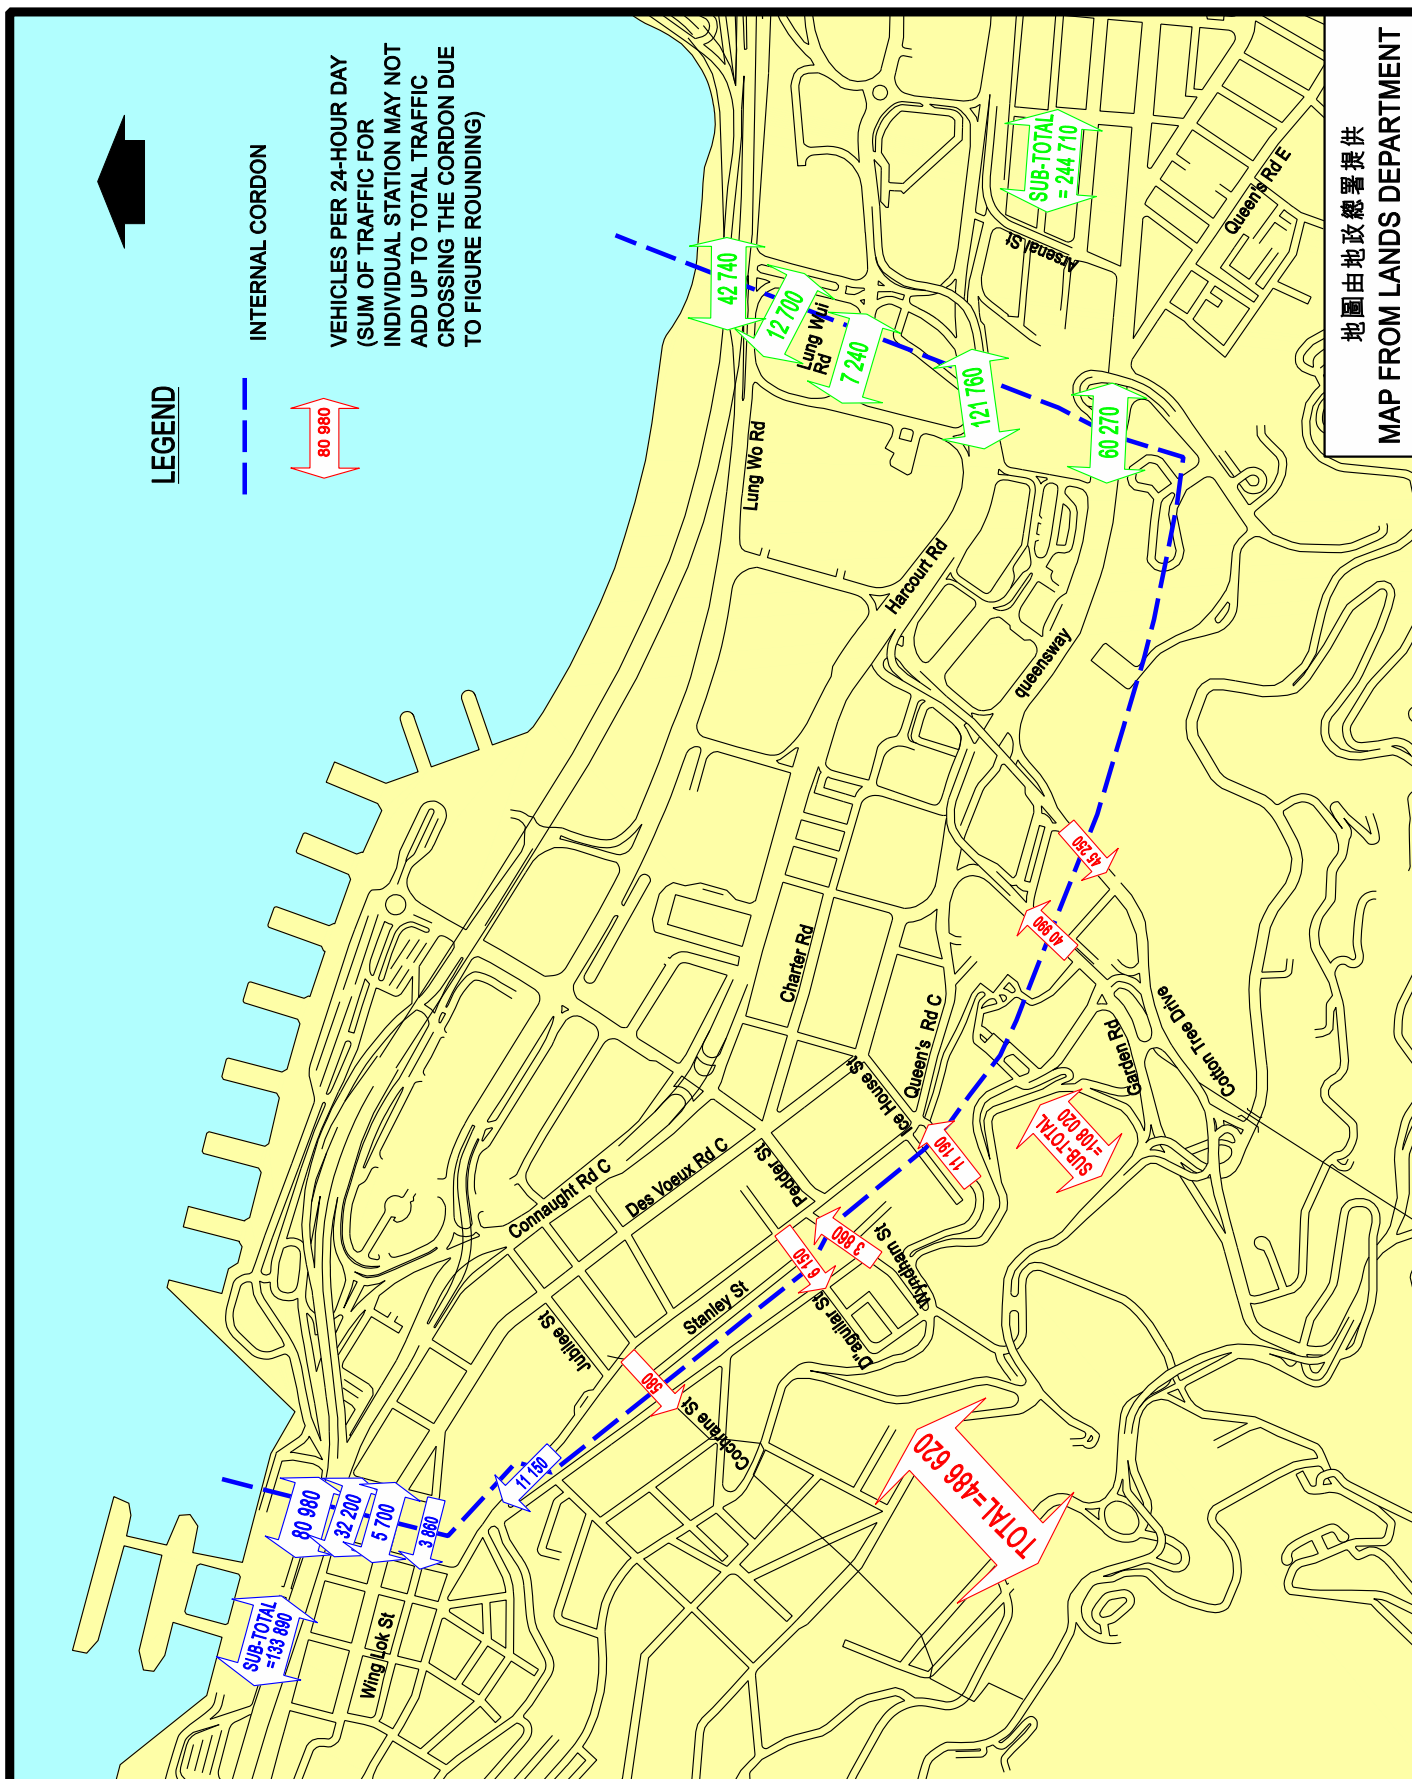 LEGEND
INTERNAL CORDON
80 980
VEHICLES PER 24-HOUR DAY
(SUM OF TRAFFIC FOR
INDIVIDUAL STATION MAY NOT
ADD UP TO TOTAL TRAFFIC
CROSSING THE CORDON DUE
TO FIGURE ROUNDING)
SUB-TOTAL
=133 890
80 980
32 200
5 700
3 860
11 150
Wing Lok St
Jubilee St
Connaught Rd C
Des Voeux Rd C
Stanley St
580
Cochrane St
6 150
D"aguilar St
3 860
Wyndham St
Pedder St
11 190
Ice House St
Queen's Rd C
Charter Rd
SUB-TOTAL
=108 020
Garden Rd
Cotton Tree Drive
40 990
45 250
TOTAL=486 620
queensway
Harcourt Rd
Lung Wo Rd
Lung Wui
Rd
42 740
12 700
7 240
121 760
60 270
Arsenal St
SUB-TOTAL
= 244 710
Queen's Rd E
地圖由地政總署提供
MAP FROM LANDS DEPARTMENT